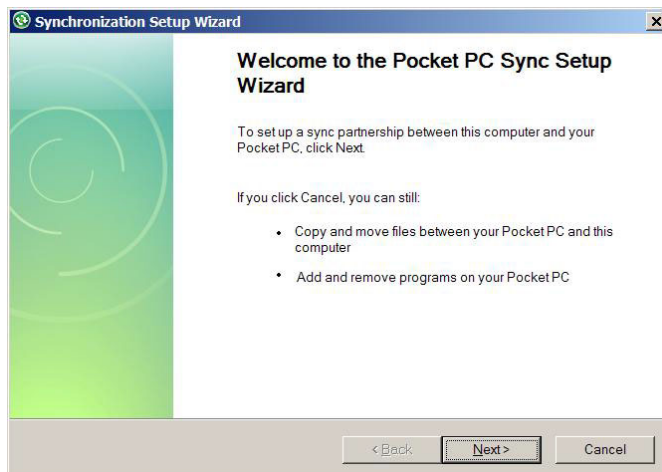 Synchronization Setup Wizard
Welcome to the Pocket PC Sync Setup
Wizard
To set up a sync partnership between this computer and your
Pocket PC, click Next.
If you click Cancel, you can still:
• Copy and move files between your Pocket PC and this
computer
• Add and remove programs on your Pocket PC
< Back Next > Cancel